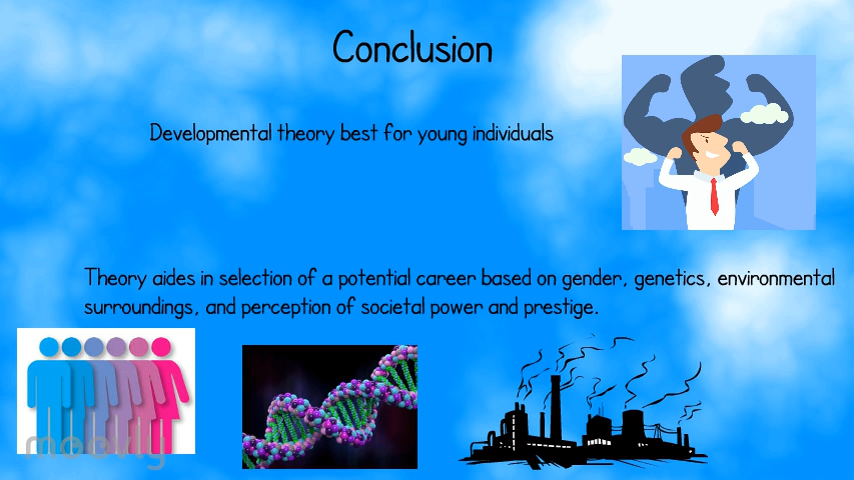 Conclusion
Developmental theory best for young individuals
Theory aides in selection of a potential career based on gender, genetics, environmental
surroundings, and perception of societal power and prestige.
moovly